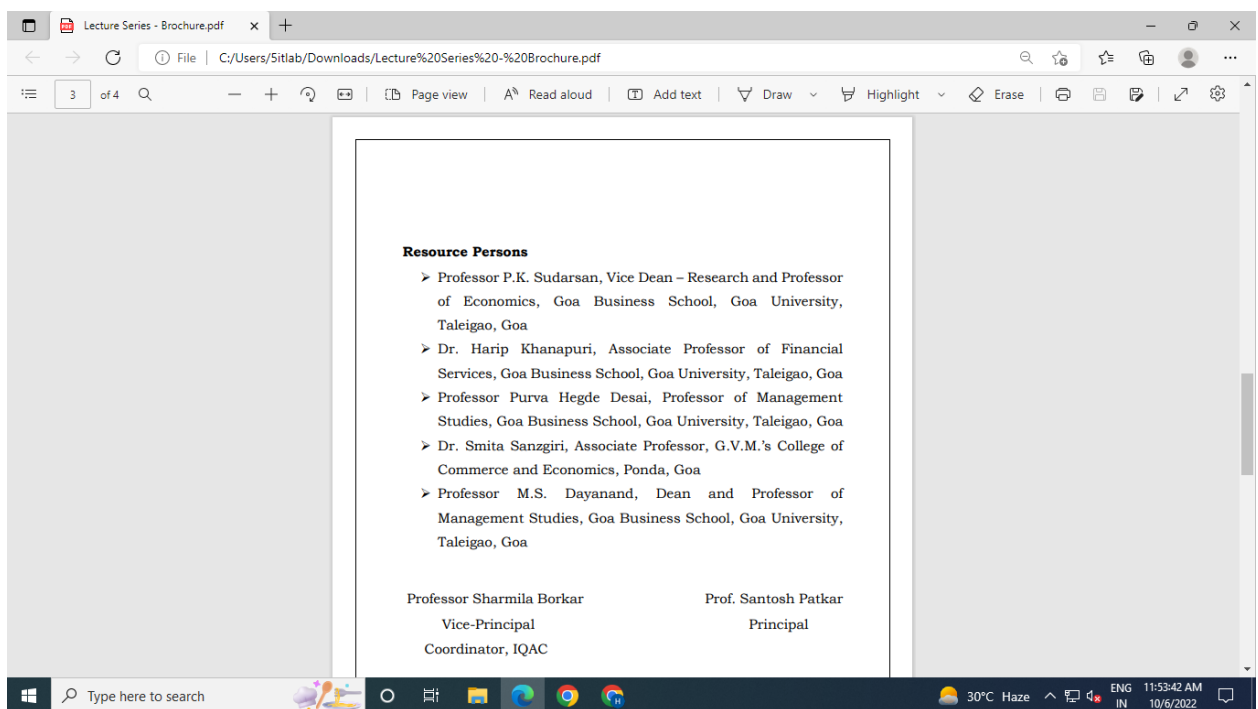 Lecture Series - Brochure.pdf
File | C:/Users/5itlab/Downloads/Lecture%20Series%20-%20Brochure.pdf
3 of 4 Page view Read aloud Add text Draw Highlight Erase
Resource Persons
➢ Professor P.K. Sudarsan, Vice Dean – Research and Professor
of Economics, Goa Business School, Goa University,
Taleigao, Goa
➢ Dr. Harip Khanapuri, Associate Professor of Financial
Services, Goa Business School, Goa University, Taleigao, Goa
➢ Professor Purva Hegde Desai, Professor of Management
Studies, Goa Business School, Goa University, Taleigao, Goa
➢ Dr. Smita Sanzgiri, Associate Professor, G.V.M.'s College of
Commerce and Economics, Ponda, Goa
➢ Professor M.S. Dayanand, Dean and Professor of
Management Studies, Goa Business School, Goa University,
Taleigao, Goa
Professor Sharmila Borkar Prof. Santosh Patkar
Vice-Principal Principal
Coordinator, IQAC
Type here to search 30°C Haze ENG 11:53:42 AM
IN 10/6/2022